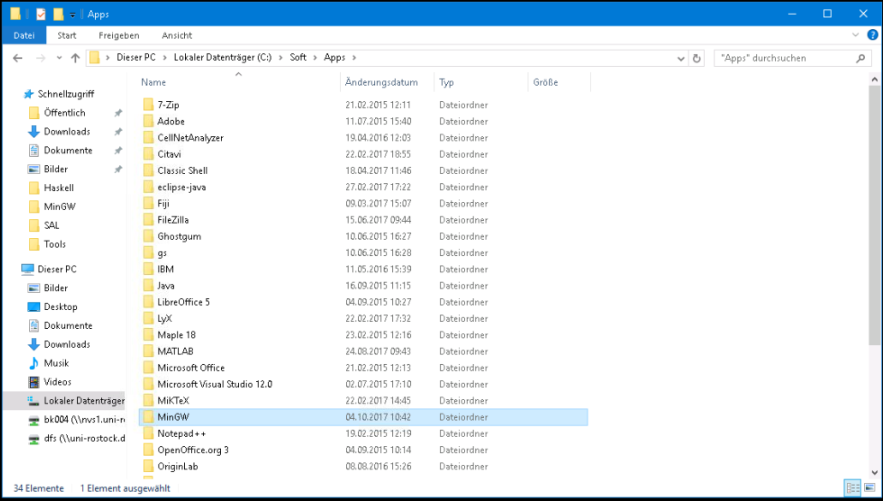 Apps
Datei Start Freigeben Ansicht
Dieser PC > Lokaler Datenträger (C:) > Soft > Apps > "Apps" durchsuchen
Name Änderungsdatum Typ Größe
Schnellzugriff
Öffentlich
Downloads
Dokumente
Bilder
Haskell
MinGW
SAL
Tools
Dieser PC
Bilder
Desktop
Dokumente
Downloads
Musik
Videos
Lokaler Datenträger
bk004 (\\nvs1.uni-r
dfs (\\uni-rostock.d
7-Zip 21.02.2015 12:11 Dateiordner
Adobe 11.07.2015 15:40 Dateiordner
CellNetAnalyzer 19.04.2016 12:03 Dateiordner
Citavi 22.02.2017 18:55 Dateiordner
Classic Shell 18.04.2017 11:46 Dateiordner
eclipse-java 27.02.2017 17:22 Dateiordner
Fiji 09.03.2017 15:07 Dateiordner
FileZilla 15.06.2017 09:44 Dateiordner
Ghostgum 10.06.2015 16:27 Dateiordner
gs 10.06.2015 16:28 Dateiordner
IBM 11.05.2016 15:39 Dateiordner
Java 16.09.2015 11:15 Dateiordner
LibreOffice 5 04.09.2015 10:27 Dateiordner
LyX 22.02.2017 17:32 Dateiordner
Maple 18 23.02.2015 12:16 Dateiordner
MATLAB 24.08.2017 09:43 Dateiordner
Microsoft Office 21.02.2015 12:13 Dateiordner
Microsoft Visual Studio 12.0 02.07.2015 17:10 Dateiordner
MiKTeX 22.02.2017 14:45 Dateiordner
MinGW 04.10.2017 10:42 Dateiordner
Notepad++ 19.02.2015 12:19 Dateiordner
OpenOffice.org 3 04.09.2015 10:14 Dateiordner
OriginLab 08.08.2016 15:26 Dateiordner
34 Elemente 1 Element ausgewählt